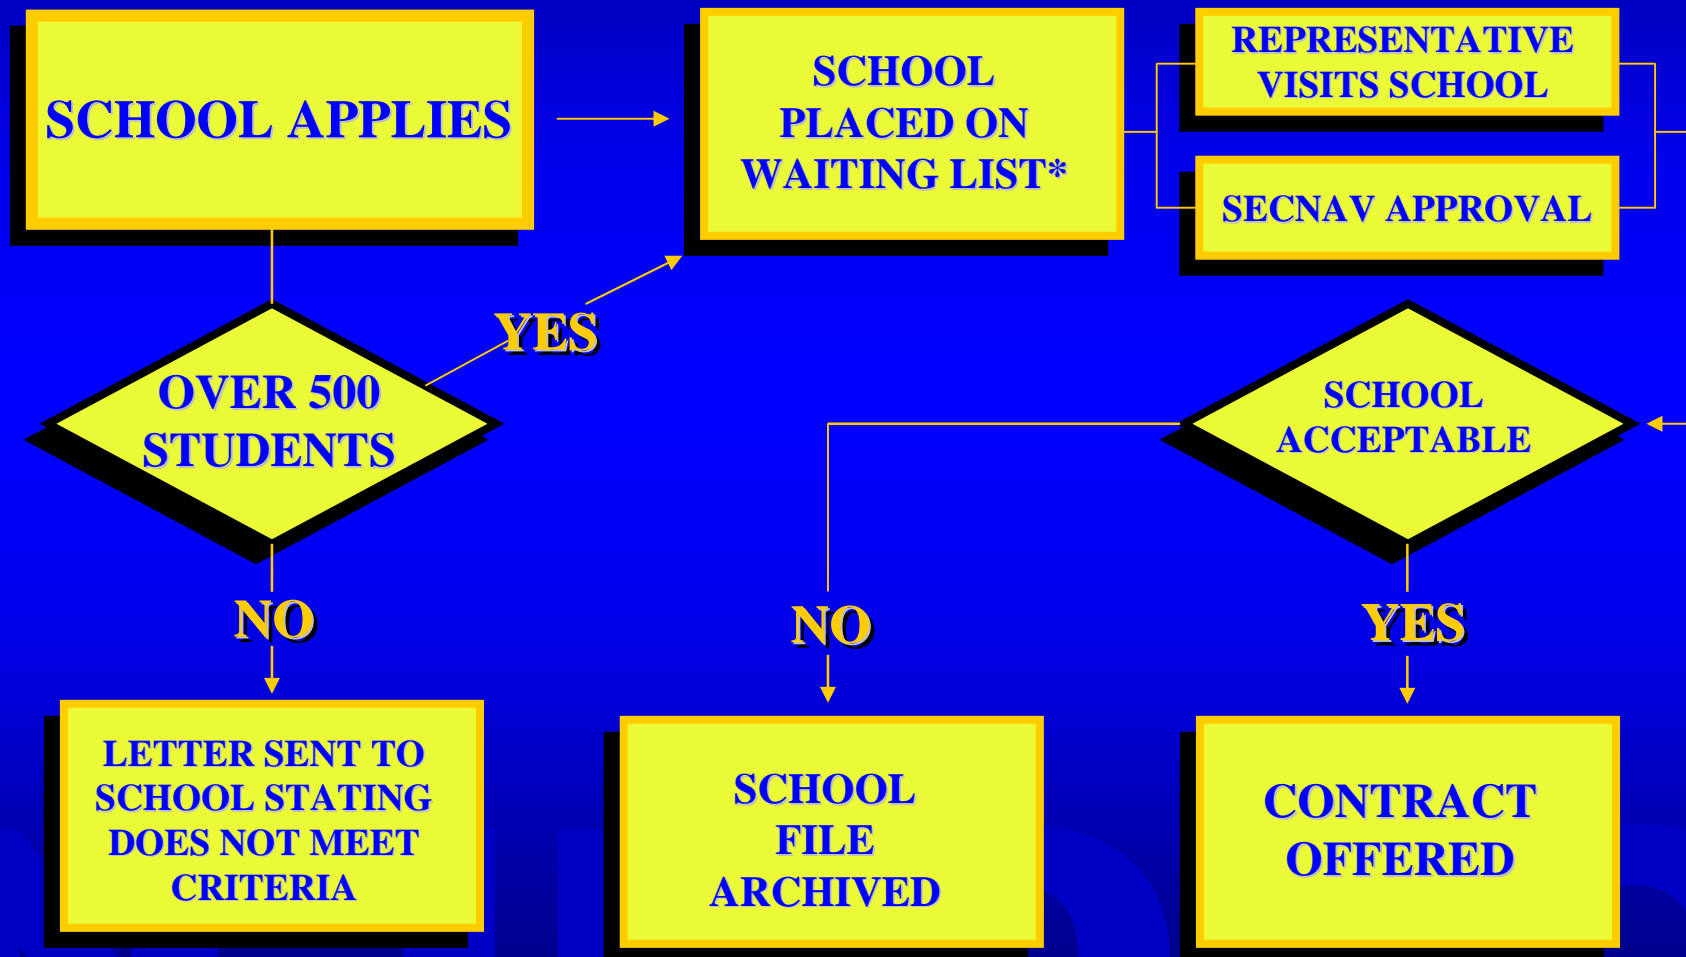 SCHOOL APPLIES
SCHOOL
PLACED ON
WAITING LIST*
REPRESENTATIVE
VISITS SCHOOL
SECNAV APPROVAL
OVER 500
STUDENTS
YES
SCHOOL
ACCEPTABLE
NO
NO
YES
LETTER SENT TO
SCHOOL STATING
DOES NOT MEET
CRITERIA
SCHOOL
FILE
ARCHIVED
CONTRACT
OFFERED